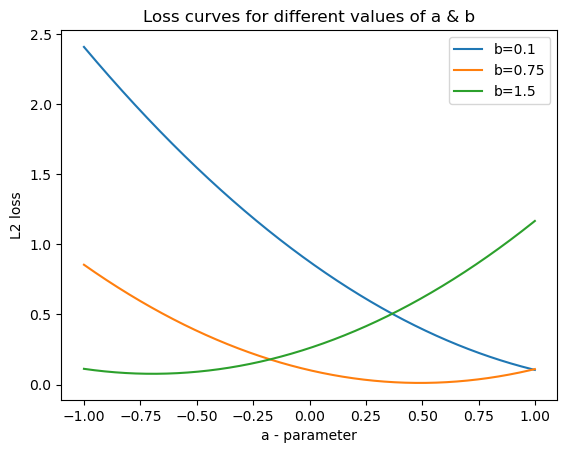 Loss curves for different values of a & b
2.5
2.0
1.5
1.0
0.5
0.0
L2 loss
b=0.1
b=0.75
b=1.5
−1.00 −0.75 −0.50 −0.25 0.00 0.25 0.50 0.75 1.00
a - parameter